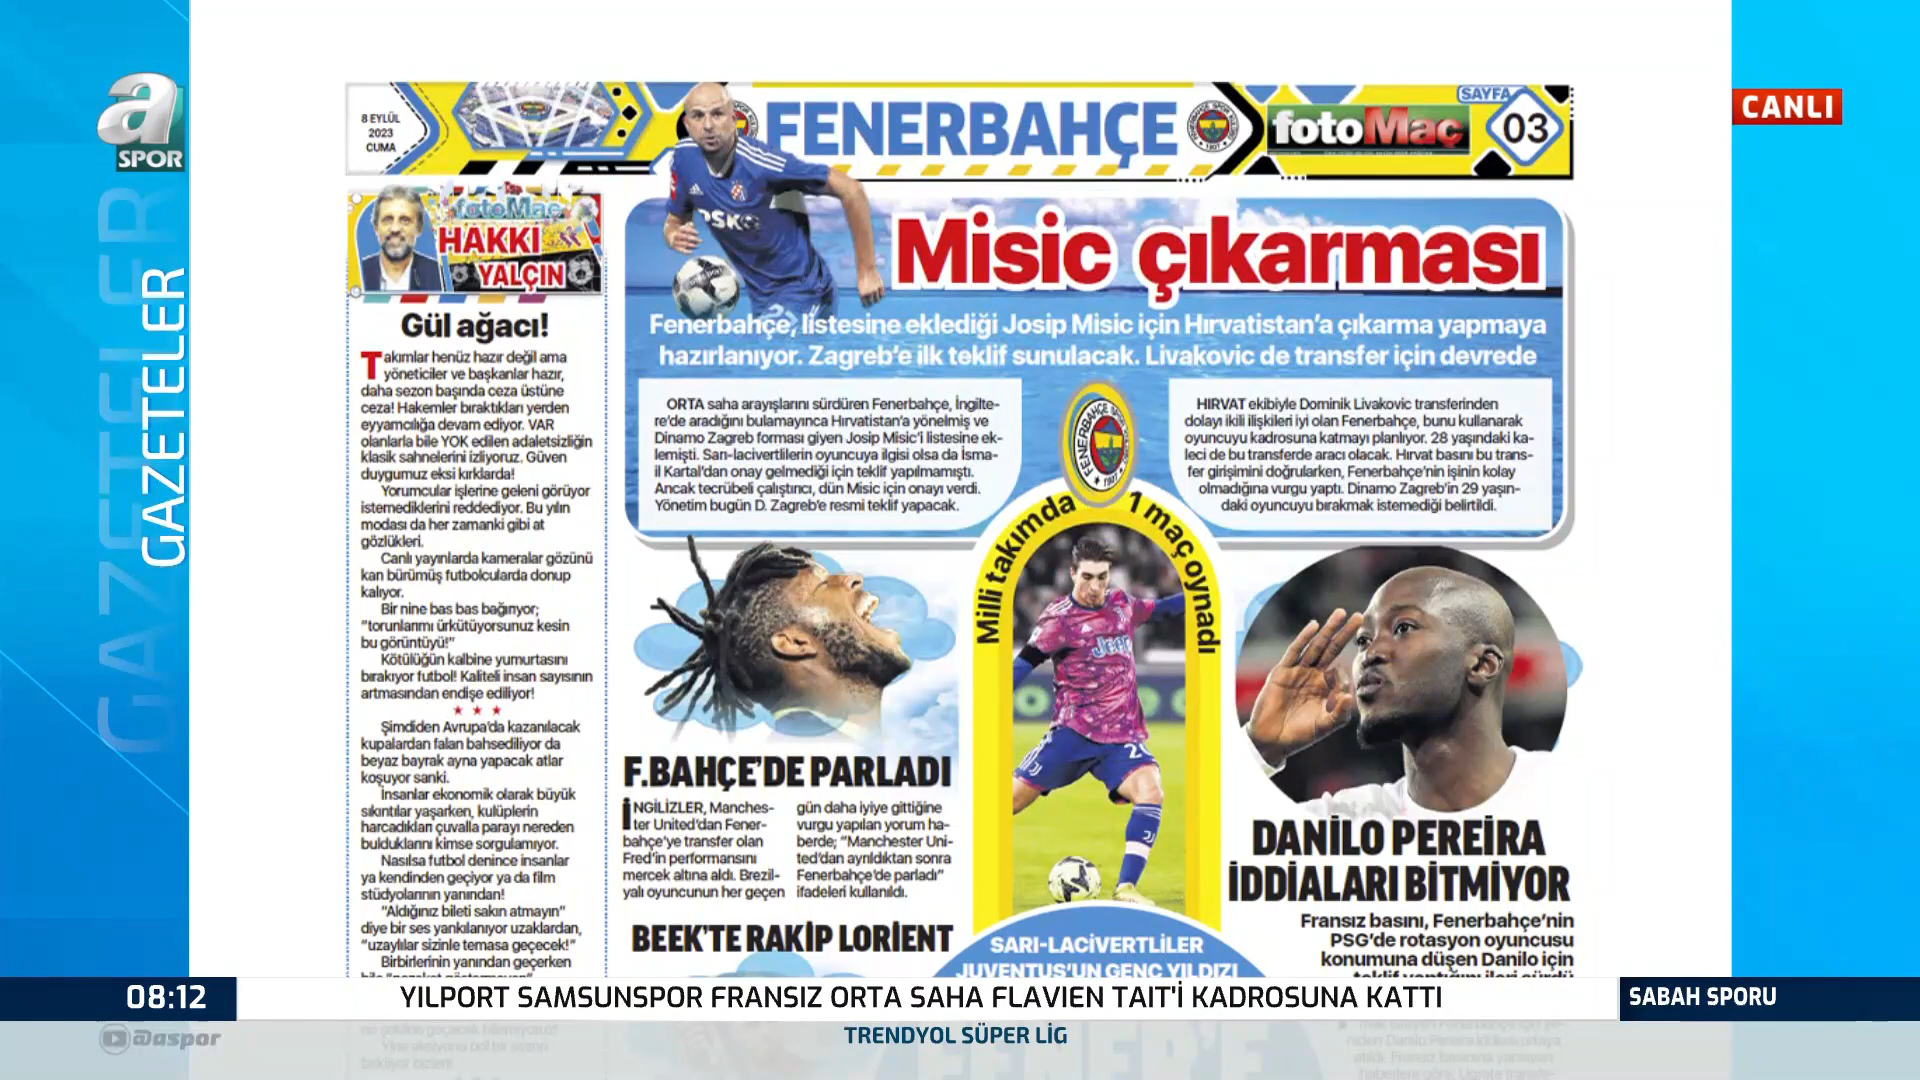 a
SPOR
GAZETELER
GAZETELER
CANLI
8 EYLÜL
2023
CUMA
FENERBAHÇE
fotoMaç
SAYFA
03
fotoMaç
HAKKI
YALÇIN
Gül ağacı!
Takımlar henüz hazır değil ama
yöneticiler ve başkanlar hazır,
daha sezon başında ceza üstüne
ceza! Hakemler bıraktıkları yerden
eyyamcılığa devam ediyor. VAR
olanlarla bile YOK edilen adaletsizliğin
klasik sahnelerini izliyoruz. Güven
duygumuz eksi kırklarda!
Yorumcular işlerine geleni görüyor
istemediklerini reddediyor. Bu yılın
modası da her zamanki gibi at
gözlükleri.
Canlı yayınlarda kameralar gözünü
kan bürümüş futbolcularda donup
kalıyor.
Bir nine bas bas bağırıyor;
"torunlarımı ürkütüyorsunuz kesin
bu görüntüyü!"
Kötülüğün kalbine yumurtasını
bırakıyor futbol! Kaliteli insan sayısının
artmasından endişe ediliyor!
★ ★ ★
Şimdiden Avrupa'da kazanılacak
kupalardan falan bahsediliyor da
beyaz bayrak ayna yapacak atlar
koşuyor sanki.
İnsanlar ekonomik olarak büyük
sıkıntılar yaşarken, kulüplerin
harcadıkları çuvalla parayı nereden
bulduklarını kimse sorgulamıyor.
Nasılsa futbol denince insanlar
ya kendinden geçiyor ya da film
stüdyolarının yanından!
"Aldığınız bileti sakın atmayın"
diye bir ses yankılanıyor uzaklardan,
"uzaylılar sizinle temasa geçecek!"
Birbirlerinin yanından geçerken
Misic çıkarması
Fenerbahçe, listesine eklediği Josip Misic için Hırvatistan'a çıkarma yapmaya
hazırlanıyor. Zagreb'e ilk teklif sunulacak. Livakovic de transfer için devrede
ORTA saha arayışlarını sürdüren Fenerbahçe, İngilte-
re'de aradığını bulamayınca Hırvatistan'a yönelmiş ve
Dinamo Zagreb forması giyen Josip Misic'i listesine ek-
lemişti. Sarı-lacivertlilerin oyuncuya ilgisi olsa da İsma-
il Kartal'dan onay gelmediği için teklif yapılmamıştı.
Ancak tecrübeli çalıştırıcı, dün Misic için onayı verdi.
Yönetim bugün D. Zagreb'e resmi teklif yapacak.
HIRVAT ekibiyle Dominik Livakovic transferinden
dolayı ikili ilişkileri iyi olan Fenerbahçe, bunu kullanarak
oyuncuyu kadrosuna katmayı planlıyor. 28 yaşındaki ka-
leci de bu transferde aracı olacak. Hırvat basını bu trans-
fer girişimini doğrularken, Fenerbahçe'nin işinin kolay
olmadığına vurgu yaptı. Dinamo Zagreb'in 29 yaşın-
daki oyuncuyu bırakmak istemediği belirtildi.
Milli takımda 1 maç oynadı
Jeep
F.BAHÇE'DE PARLADI
İNGİLİZLER, Manches-
ter United'dan Fener-
bahçe'ye transfer olan
Fred'in performansını
mercek altına aldı. Brezil-
yalı oyuncunun her geçen
gün daha iyiye gittiğine
vurgu yapılan yorum ha-
berde; "Manchester Uni-
ted'dan ayrıldıktan sonra
Fenerbahçe'de parladı"
ifadeleri kullanıldı.
BEEK'TE RAKİP LORİENT
SARI-LACİVERTLİLER
JUVENTUS'UN GENÇ YILDIZI
DANİLO PEREİRA
İDDİALARI BİTMİYOR
Fransız basını, Fenerbahçe'nin
PSG'de rotasyon oyuncusu
konumuna düşen Danilo için
teklif yaptığını ileri sürdü
08:12
YILPORT SAMSUNSPOR FRANSIZ ORTA SAHA FLAVIEN TAIT'İ KADROSUNA KATTI
SABAH SPORU
@aspor
TRENDYOL SÜPER LİG